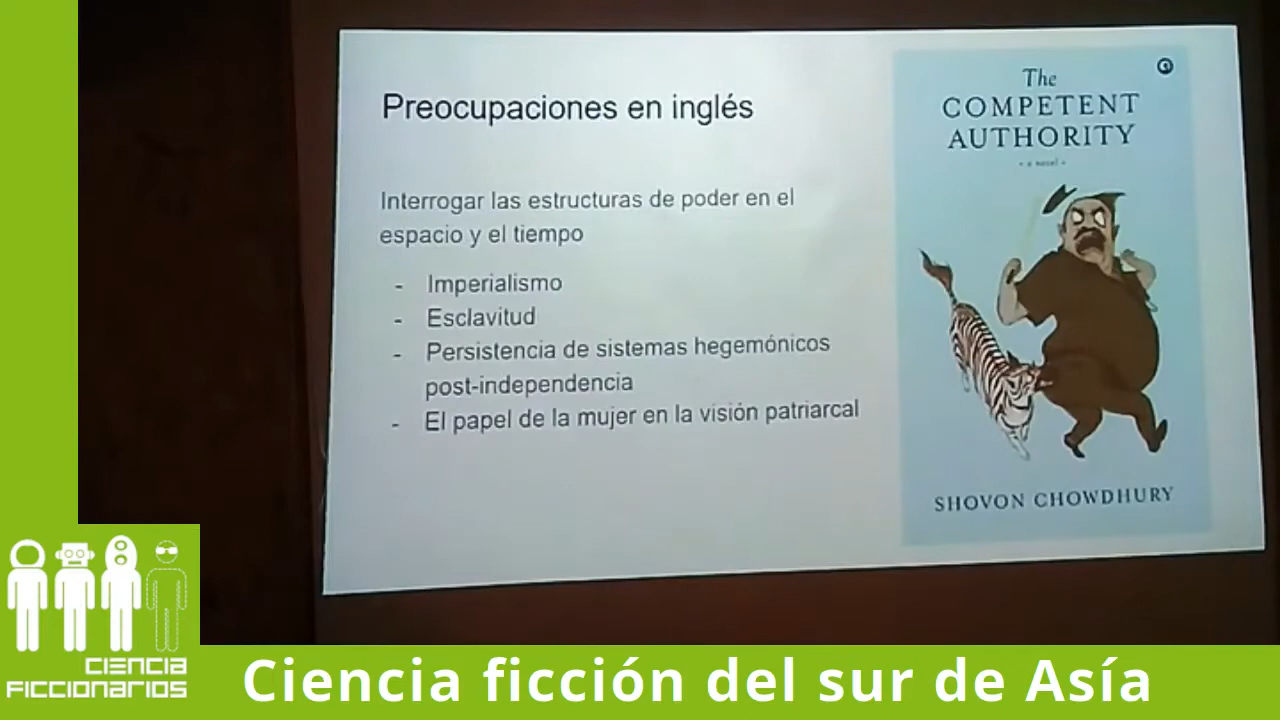 Preocupaciones en inglés
Interrogar las estructuras de poder en el
espacio y el tiempo
- Imperialismo
- Esclavitud
- Persistencia de sistemas hegemónicos
post-independencia
- El papel de la mujer en la visión patriarcal
The
COMPETENT
AUTHORITY
- a novel -
SHOVON CHOWDHURY
CIENCIA
FICCIONARIOS
Ciencia ficción del sur de Asía